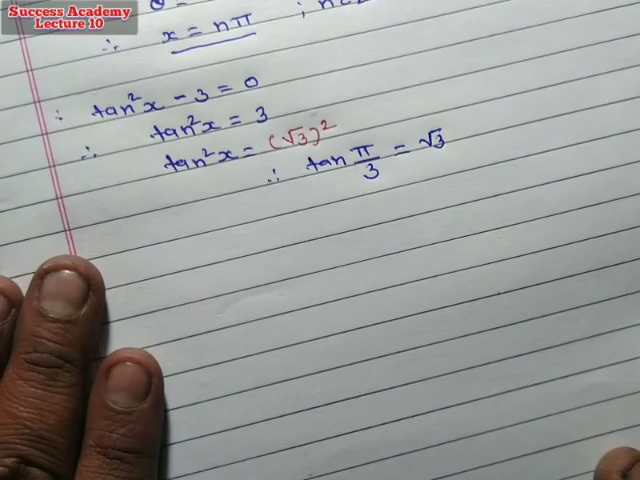 Success Academy
Lecture 10
∴ x = nπ ; n∈
∴ tan²x - 3 = 0
∴ tan²x = 3
tan²x = (√3)²
∴ tan π/3 = √3